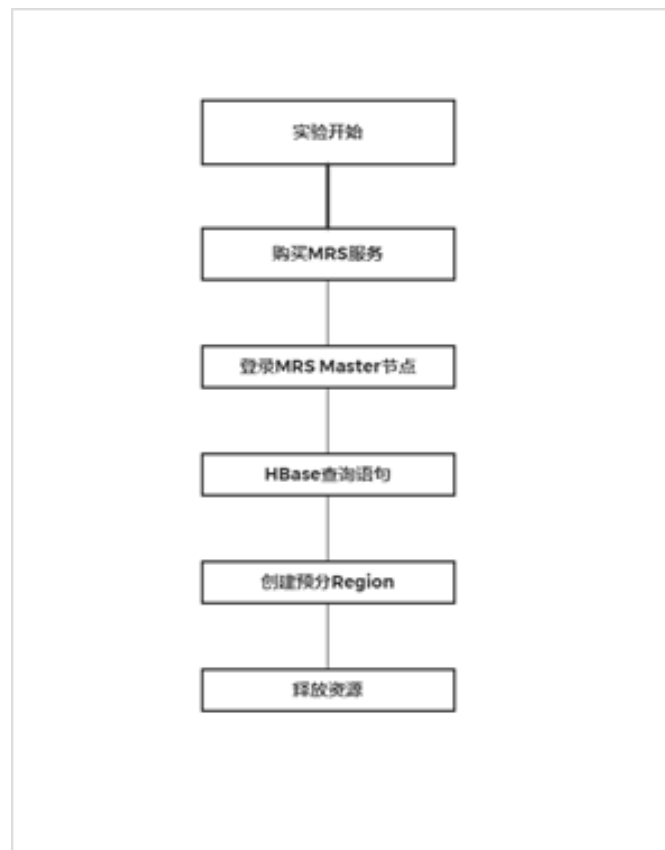 实验开始
购买MRS服务
登录MRS Master节点
HBase查询语句
创建预分Region
释放资源